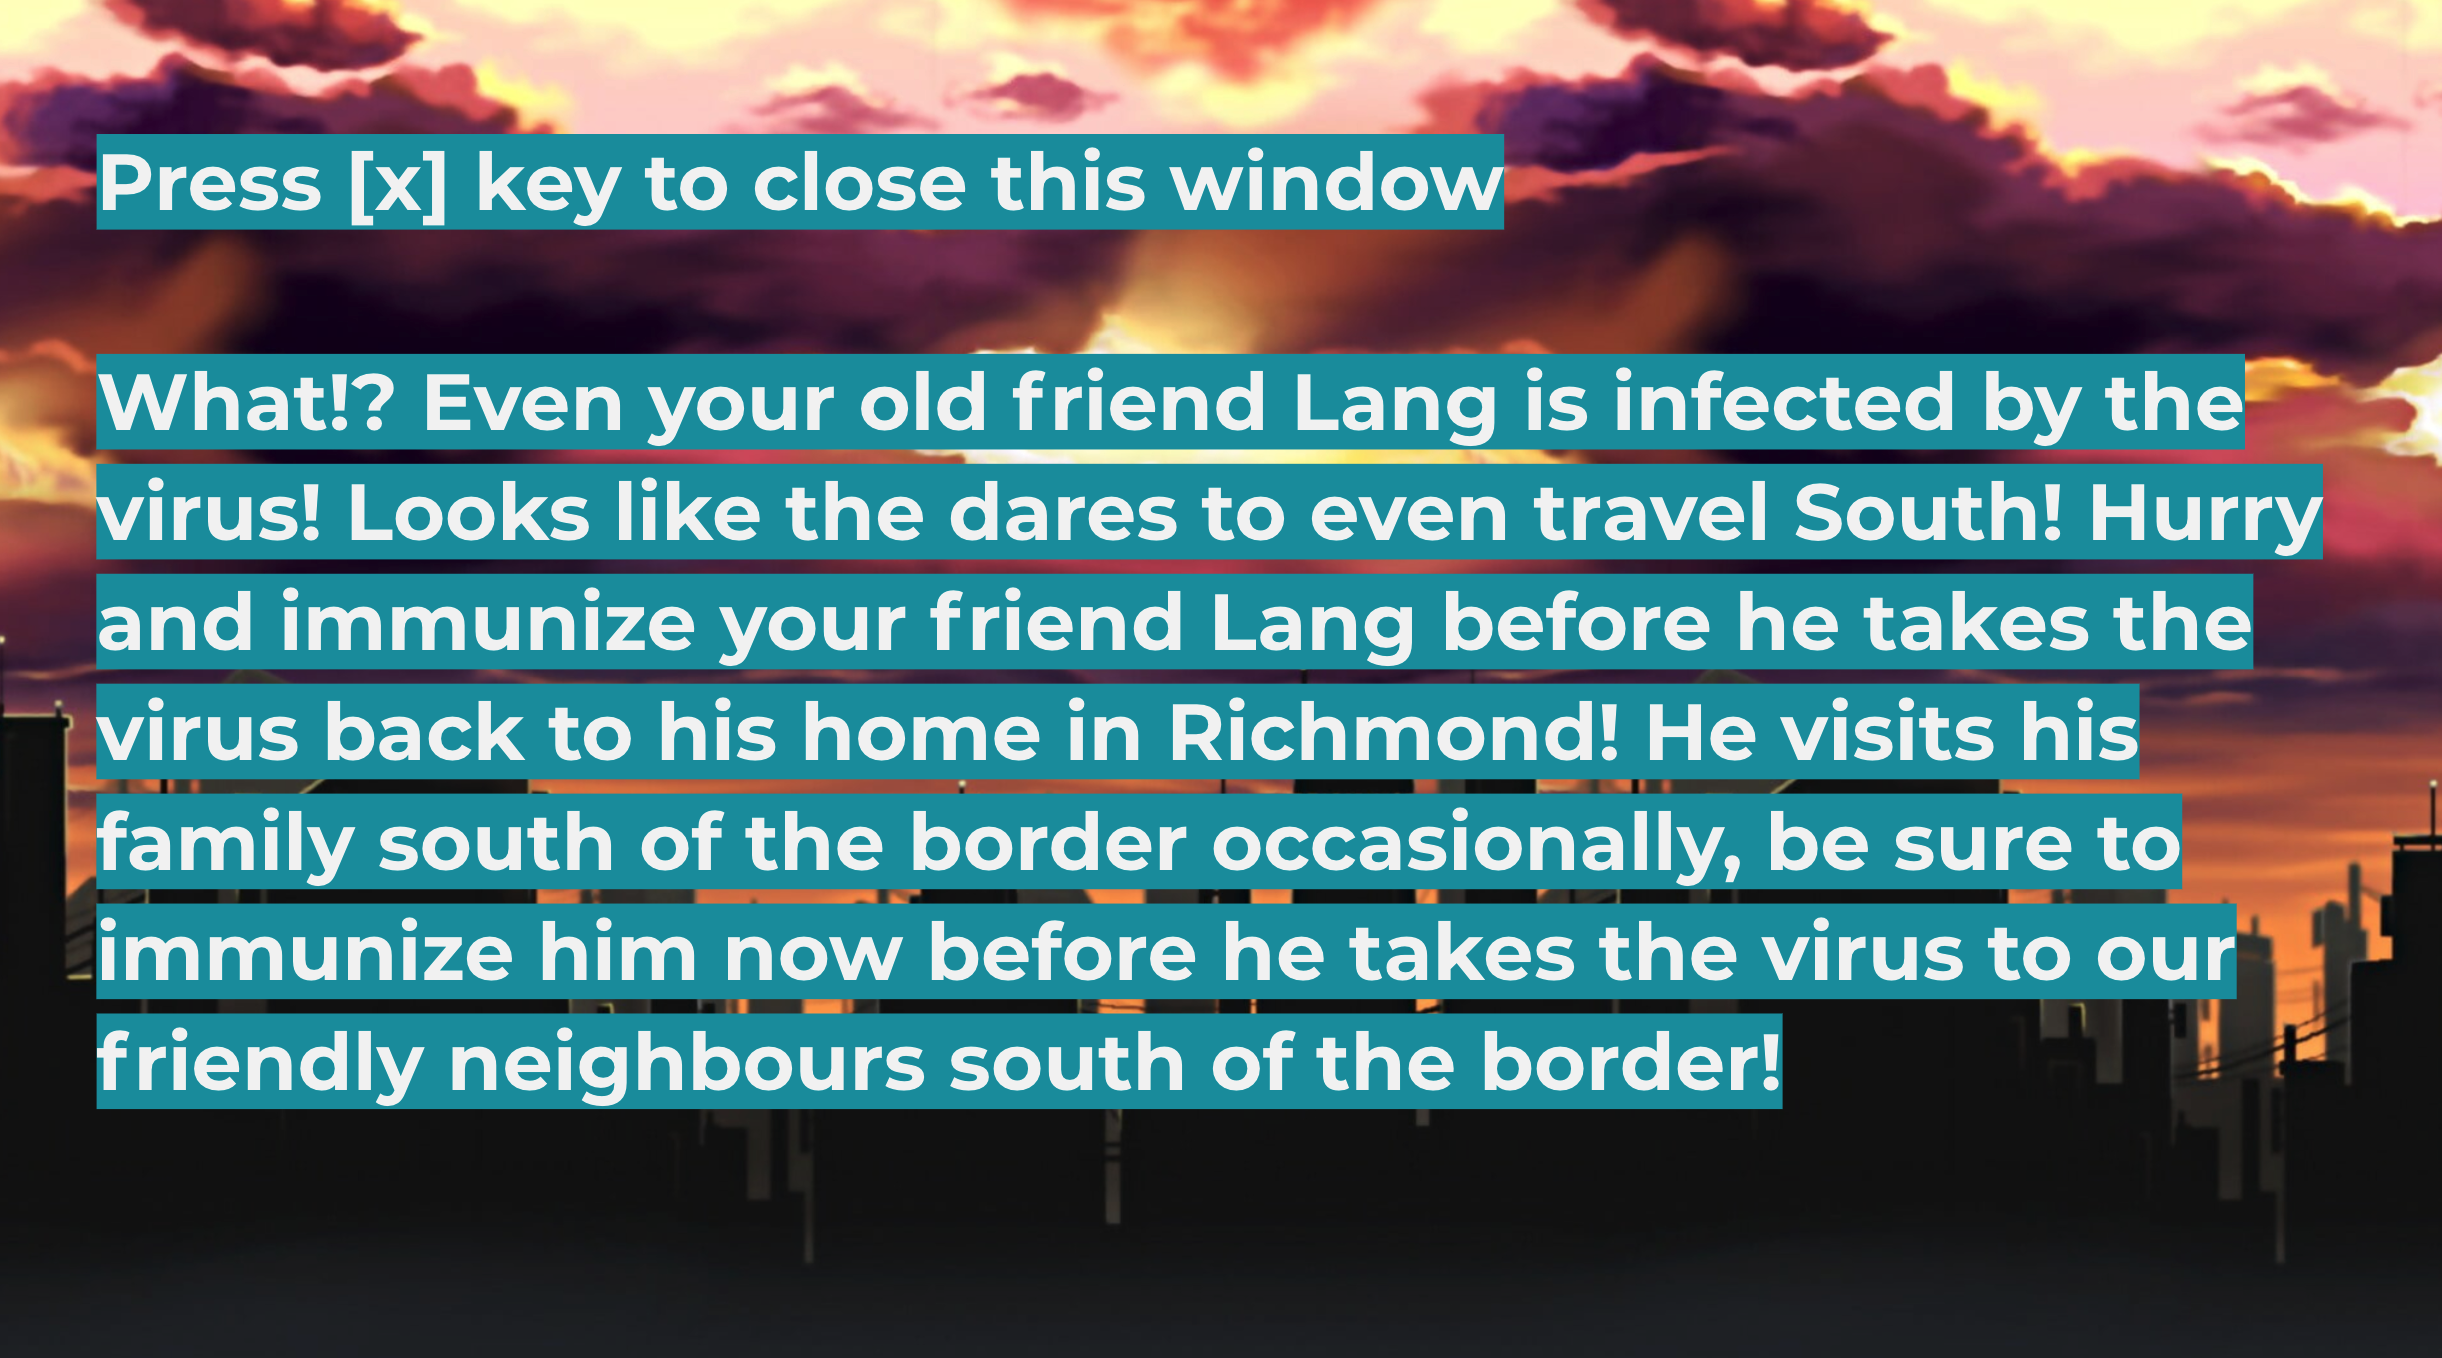 Press [x] key to close this window
What!? Even your old friend Lang is infected by the
virus! Looks like the dares to even travel South! Hurry
and immunize your friend Lang before he takes the
virus back to his home in Richmond! He visits his
family south of the border occasionally, be sure to
immunize him now before he takes the virus to our
friendly neighbours south of the border!